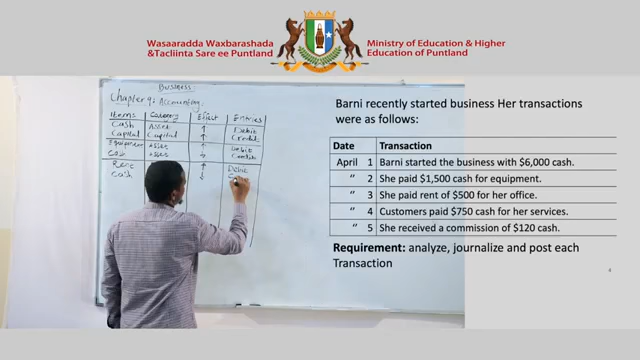 Wasaaradda Waxbarashada
&Tacliinta Sare ee Puntland
Ministry of Education & Higher
Education of Puntland
Business
Chapter 9: Accounting.
Items Category Effect Entries
Cash Asset ↑ Debit
Capital Capital ↑ Credit
Equipment Asset ↑ Debit
Cash Asset ↓ Credit
Rent ↑ Debit
Cash ↓
Barni recently started business Her transactions
were as follows:
Date Transaction
April 1 Barni started the business with $6,000 cash.
" 2 She paid $1,500 cash for equipment.
" 3 She paid rent of $500 for her office.
" 4 Customers paid $750 cash for her services.
" 5 She received a commission of $120 cash.
Requirement: analyze, journalize and post each
Transaction